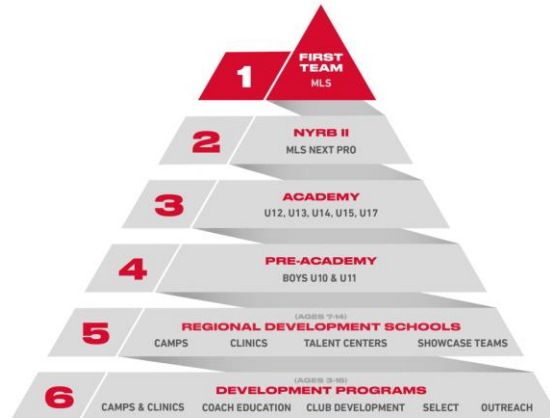 1
FIRST
TEAM
MLS
2
NYRB II
MLS NEXT PRO
3
ACADEMY
U12, U13, U14, U15, U17
4
PRE-ACADEMY
BOYS U10 & U11
5
(AGES 7-14)
REGIONAL DEVELOPMENT SCHOOLS
CAMPS CLINICS TALENT CENTERS SHOWCASE TEAMS
6
(AGES 3-16)
DEVELOPMENT PROGRAMS
CAMPS & CLINICS COACH EDUCATION CLUB DEVELOPMENT SELECT OUTREACH